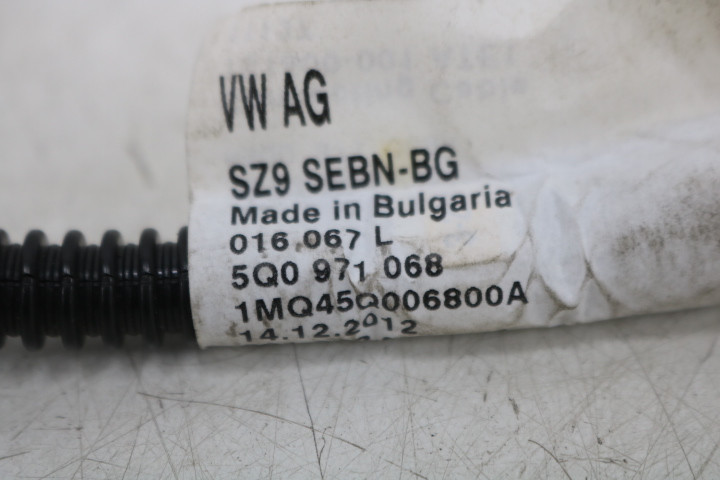 VW AG
SZ9 SEBN-BG
Made in Bulgaria
016 067 L
5Q0 971 068
1MQ45Q006800A
14.12.2012